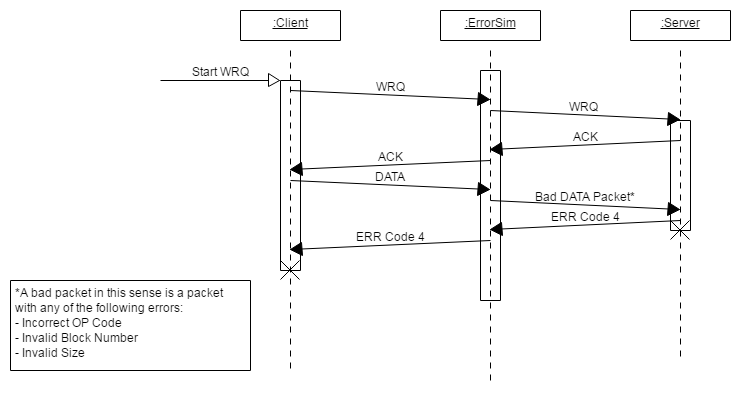 :Client
:ErrorSim
:Server
Start WRQ
WRQ
WRQ
ACK
ACK
DATA
Bad DATA Packet*
ERR Code 4
ERR Code 4
*A bad packet in this sense is a packet
with any of the following errors:
- Incorrect OP Code
- Invalid Block Number
- Invalid Size